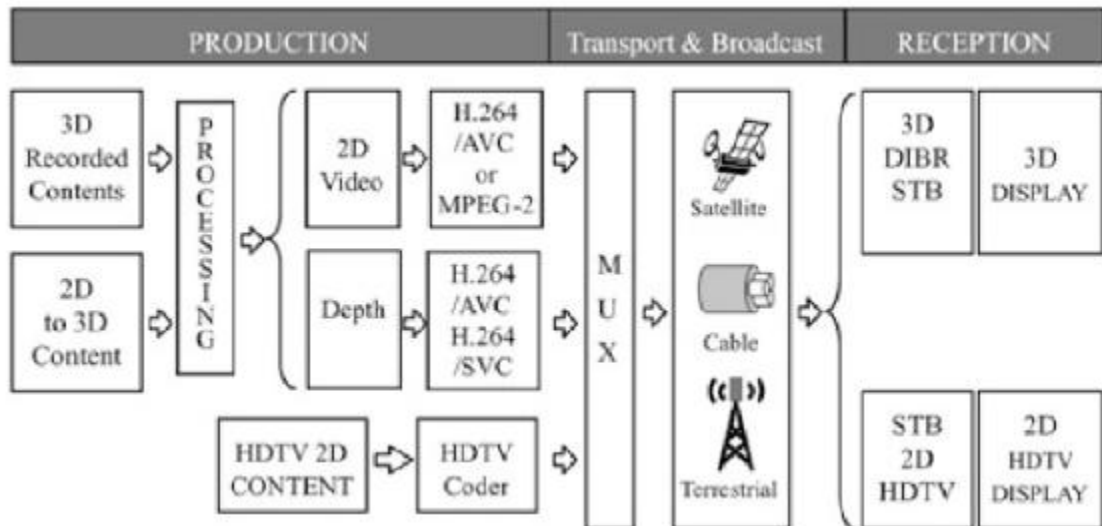 PRODUCTION
Transport & Broadcast
RECEPTION
3D
Recorded
Contents
2D
to 3D
Content
PROCESSING
2D
Video
H.264
/AVC
or
MPEG-2
Depth
H.264
/AVC
H.264
/SVC
HDTV 2D
CONTENT
HDTV
Coder
MUX
Satellite
Cable
Terrestrial
3D
DIBR
STB
3D
DISPLAY
STB
2D
HDTV
2D
HDTV
DISPLAY